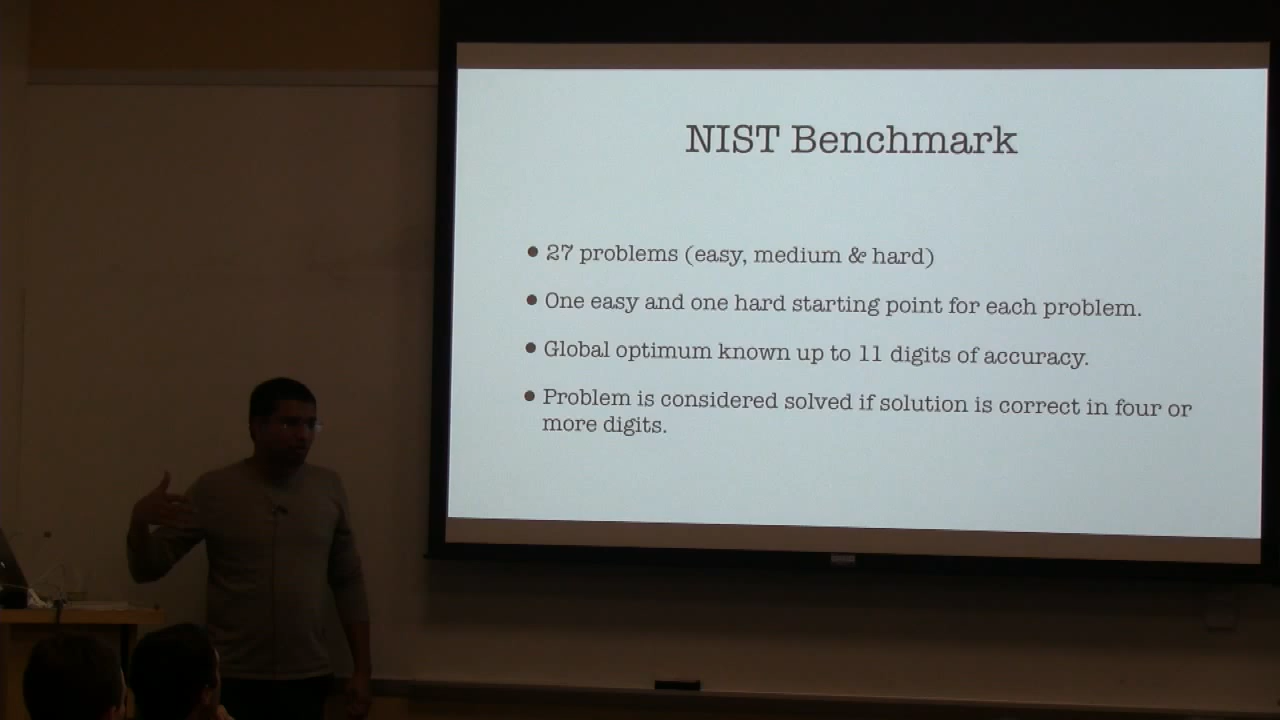 NIST Benchmark
● 27 problems (easy, medium & hard)
● One easy and one hard starting point for each problem.
● Global optimum known up to 11 digits of accuracy.
● Problem is considered solved if solution is correct in four or
more digits.